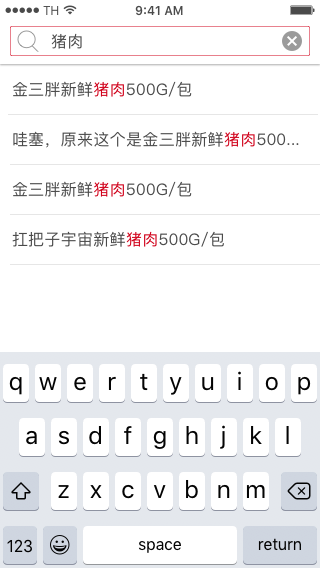 TH 9:41 AM
猪肉
金三胖新鲜猪肉500G/包
哇塞，原来这个是金三胖新鲜猪肉500...
金三胖新鲜猪肉500G/包
扛把子宇宙新鲜猪肉500G/包
q w e r t y u i o p
a s d f g h j k l
z x c v b n m
123 space return